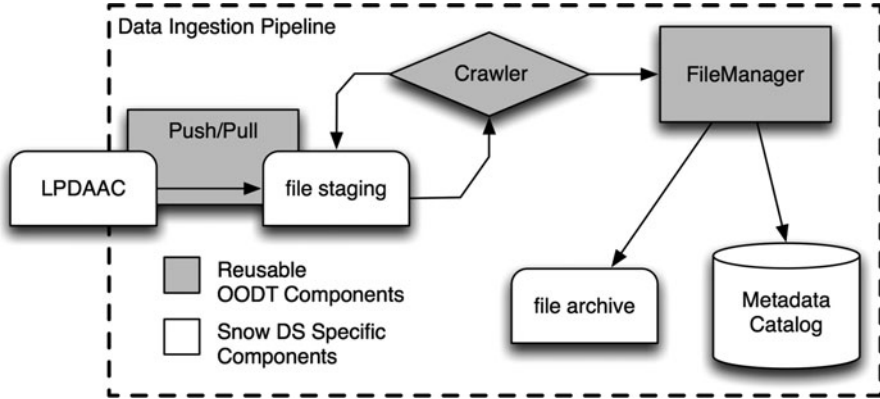 Data Ingestion Pipeline
Crawler
FileManager
Push/Pull
LPDAAC
file staging
Reusable
OODT Components
file archive
Metadata
Catalog
Snow DS Specific
Components